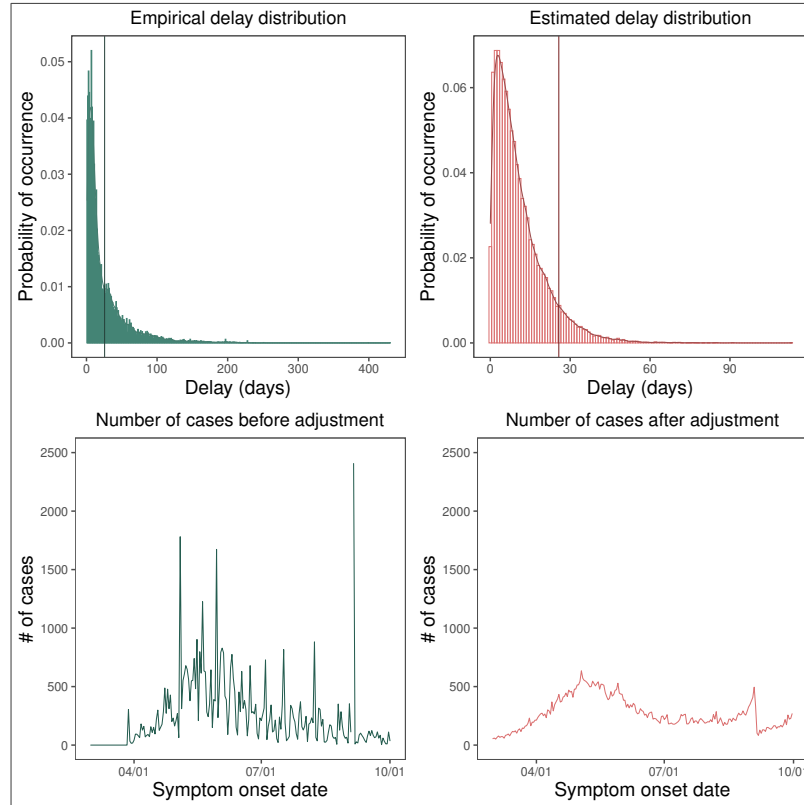 Empirical delay distribution
Probability of occurrence
0.05
0.04
0.03
0.02
0.01
0.00
0 100 200 300 400
Delay (days)
Estimated delay distribution
Probability of occurrence
0.06
0.04
0.02
0.00
0 30 60 90
Delay (days)
Number of cases before adjustment
# of cases
2500
2000
1500
1000
500
0
04/01 07/01 10/01
Symptom onset date
Number of cases after adjustment
# of cases
2500
2000
1500
1000
500
0
04/01 07/01 10/01
Symptom onset date